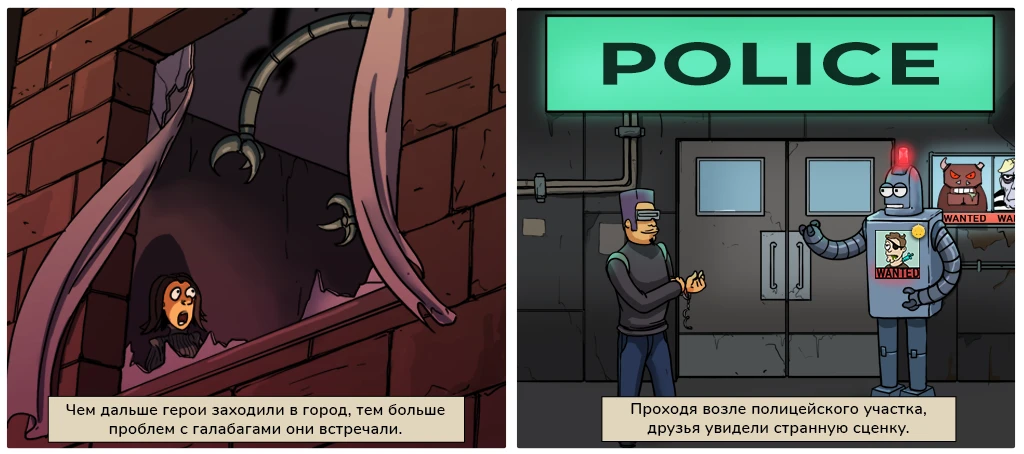 Чем дальше герои заходили в город, тем больше
проблем с галабагами они встречали.
POLICE
WANTED
WAN
WANTED
Проходя возле полицейского участка,
друзья увидели странную сценку.